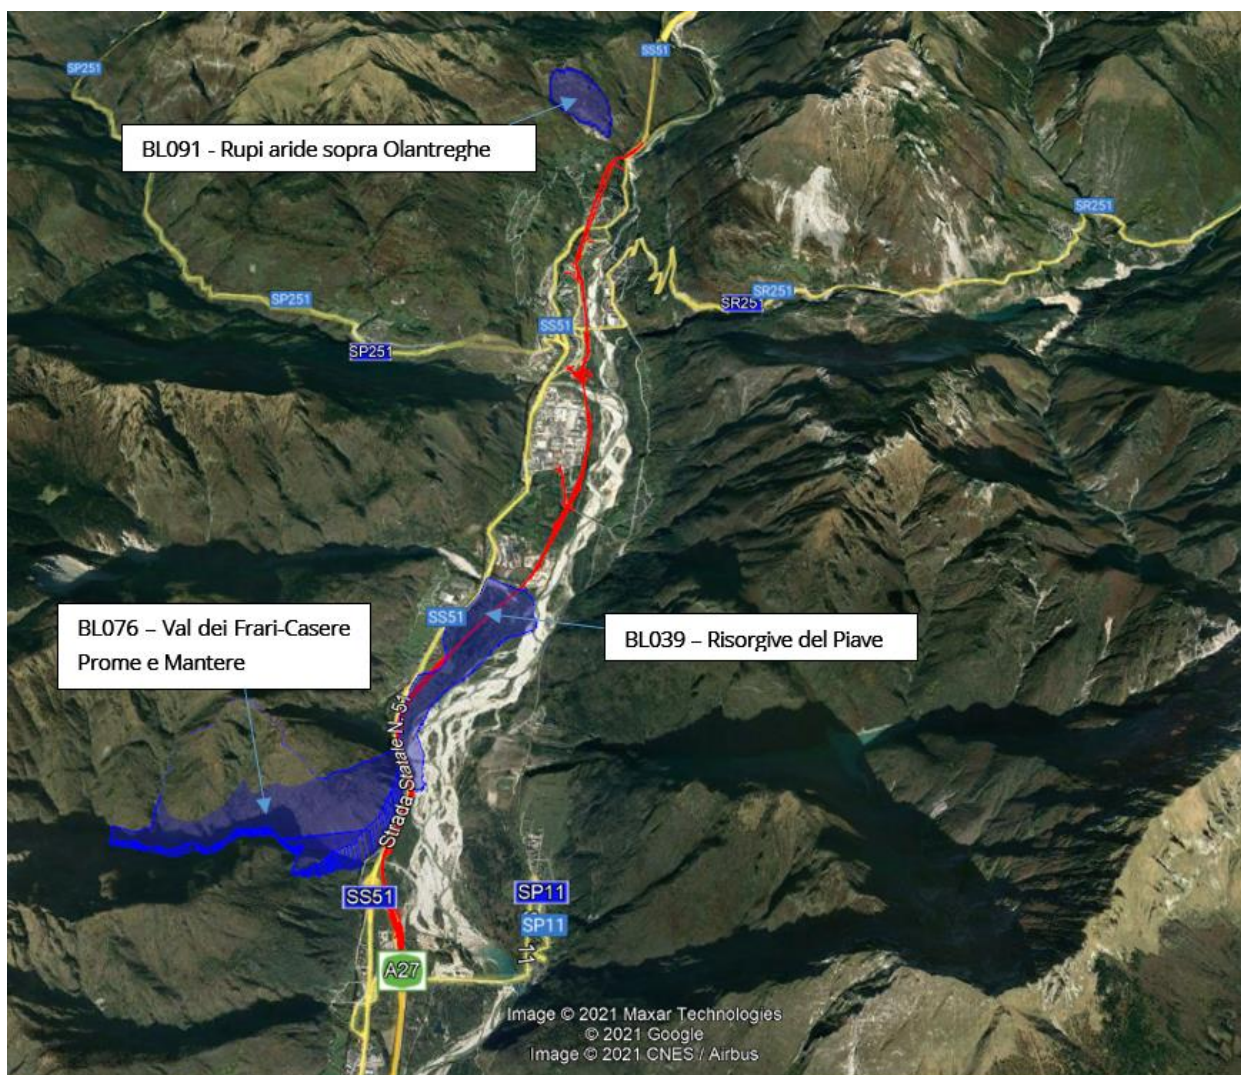 SS51
SP251
BL091 - Rupi aride sopra Olantreghe
SR251
SP251
SR251
SR251
SS51
SP251
BL076 – Val dei Frari-Casere
Prome e Mantere
SS51
BL039 – Risorgive del Piave
Strada Statale N. 51
SS51
SP11
SP11
11
A27
Image © 2021 Maxar Technologies
© 2021 Google
Image © 2021 CNES / Airbus